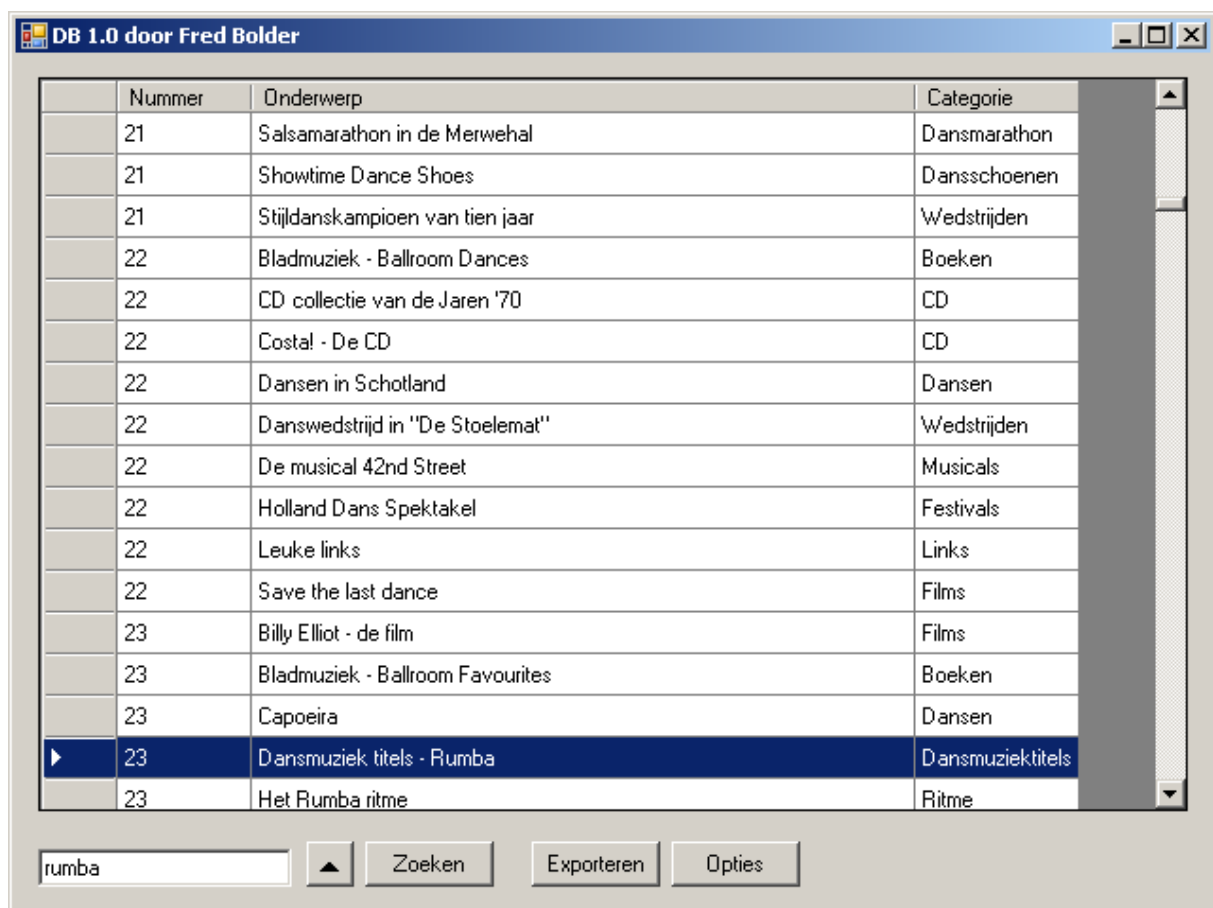 DB 1.0 door Fred Bolder
Nummer Onderwerp Categorie
21 Salsamarathon in de Merwehal Dansmarathon
21 Showtime Dance Shoes Dansschoenen
21 Stijldanskampioen van tien jaar Wedstrijden
22 Bladmuziek - Ballroom Dances Boeken
22 CD collectie van de Jaren '70 CD
22 Costa! - De CD CD
22 Dansen in Schotland Dansen
22 Danswedstrijd in "De Stoelemat" Wedstrijden
22 De musical 42nd Street Musicals
22 Holland Dans Spektakel Festivals
22 Leuke links Links
22 Save the last dance Films
23 Billy Elliot - de film Films
23 Bladmuziek - Ballroom Favourites Boeken
23 Capoeira Dansen
23 Dansmuziek titels - Rumba Dansmuziektitels
23 Het Rumba ritme Ritme
rumba Zoeken Exporteren Opties